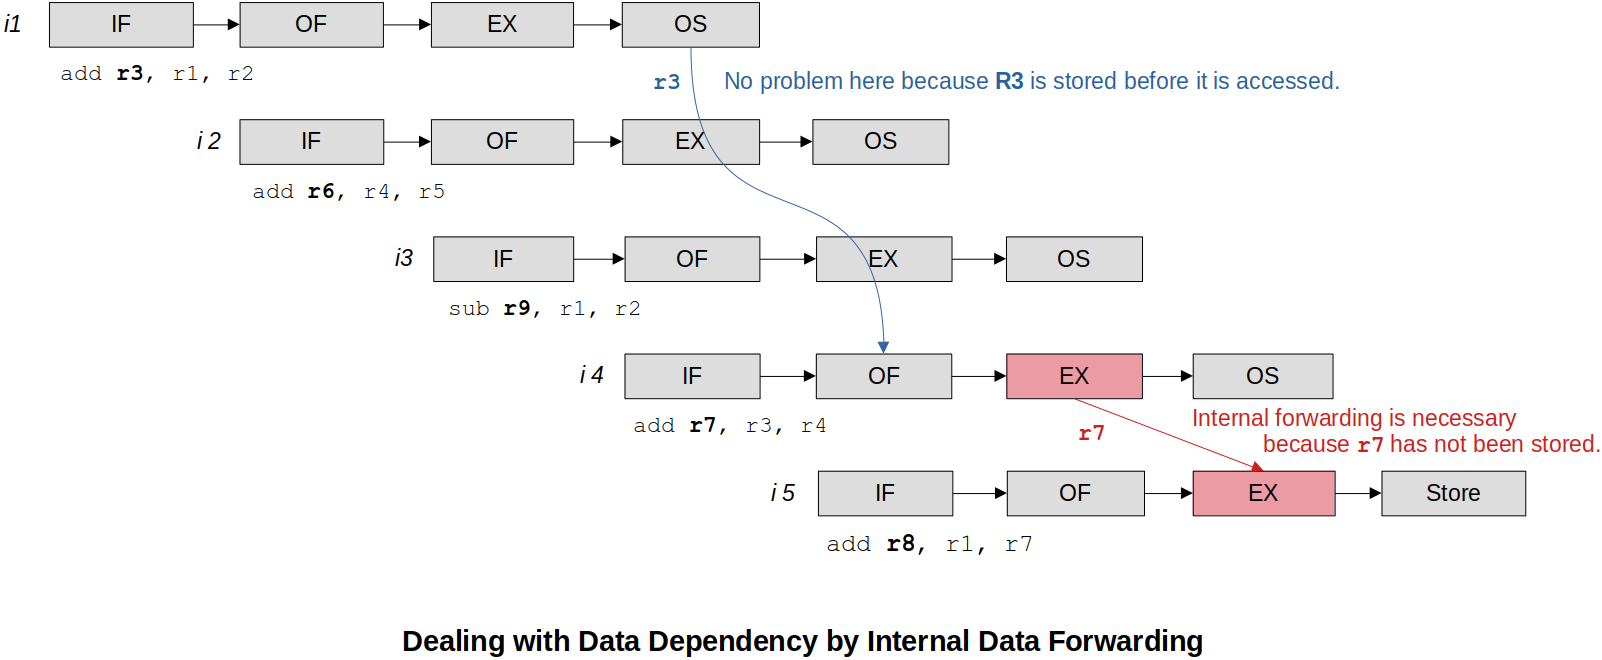 i1 IF OF EX OS
add r3, r1, r2
r3 No problem here because R3 is stored before it is accessed.
i 2 IF OF EX OS
add r6, r4, r5
i3 IF OF EX OS
sub r9, r1, r2
i 4 IF OF EX OS
add r7, r3, r4
r7
Internal forwarding is necessary
because r7 has not been stored.
i 5 IF OF EX Store
add r8, r1, r7
Dealing with Data Dependency by Internal Data Forwarding